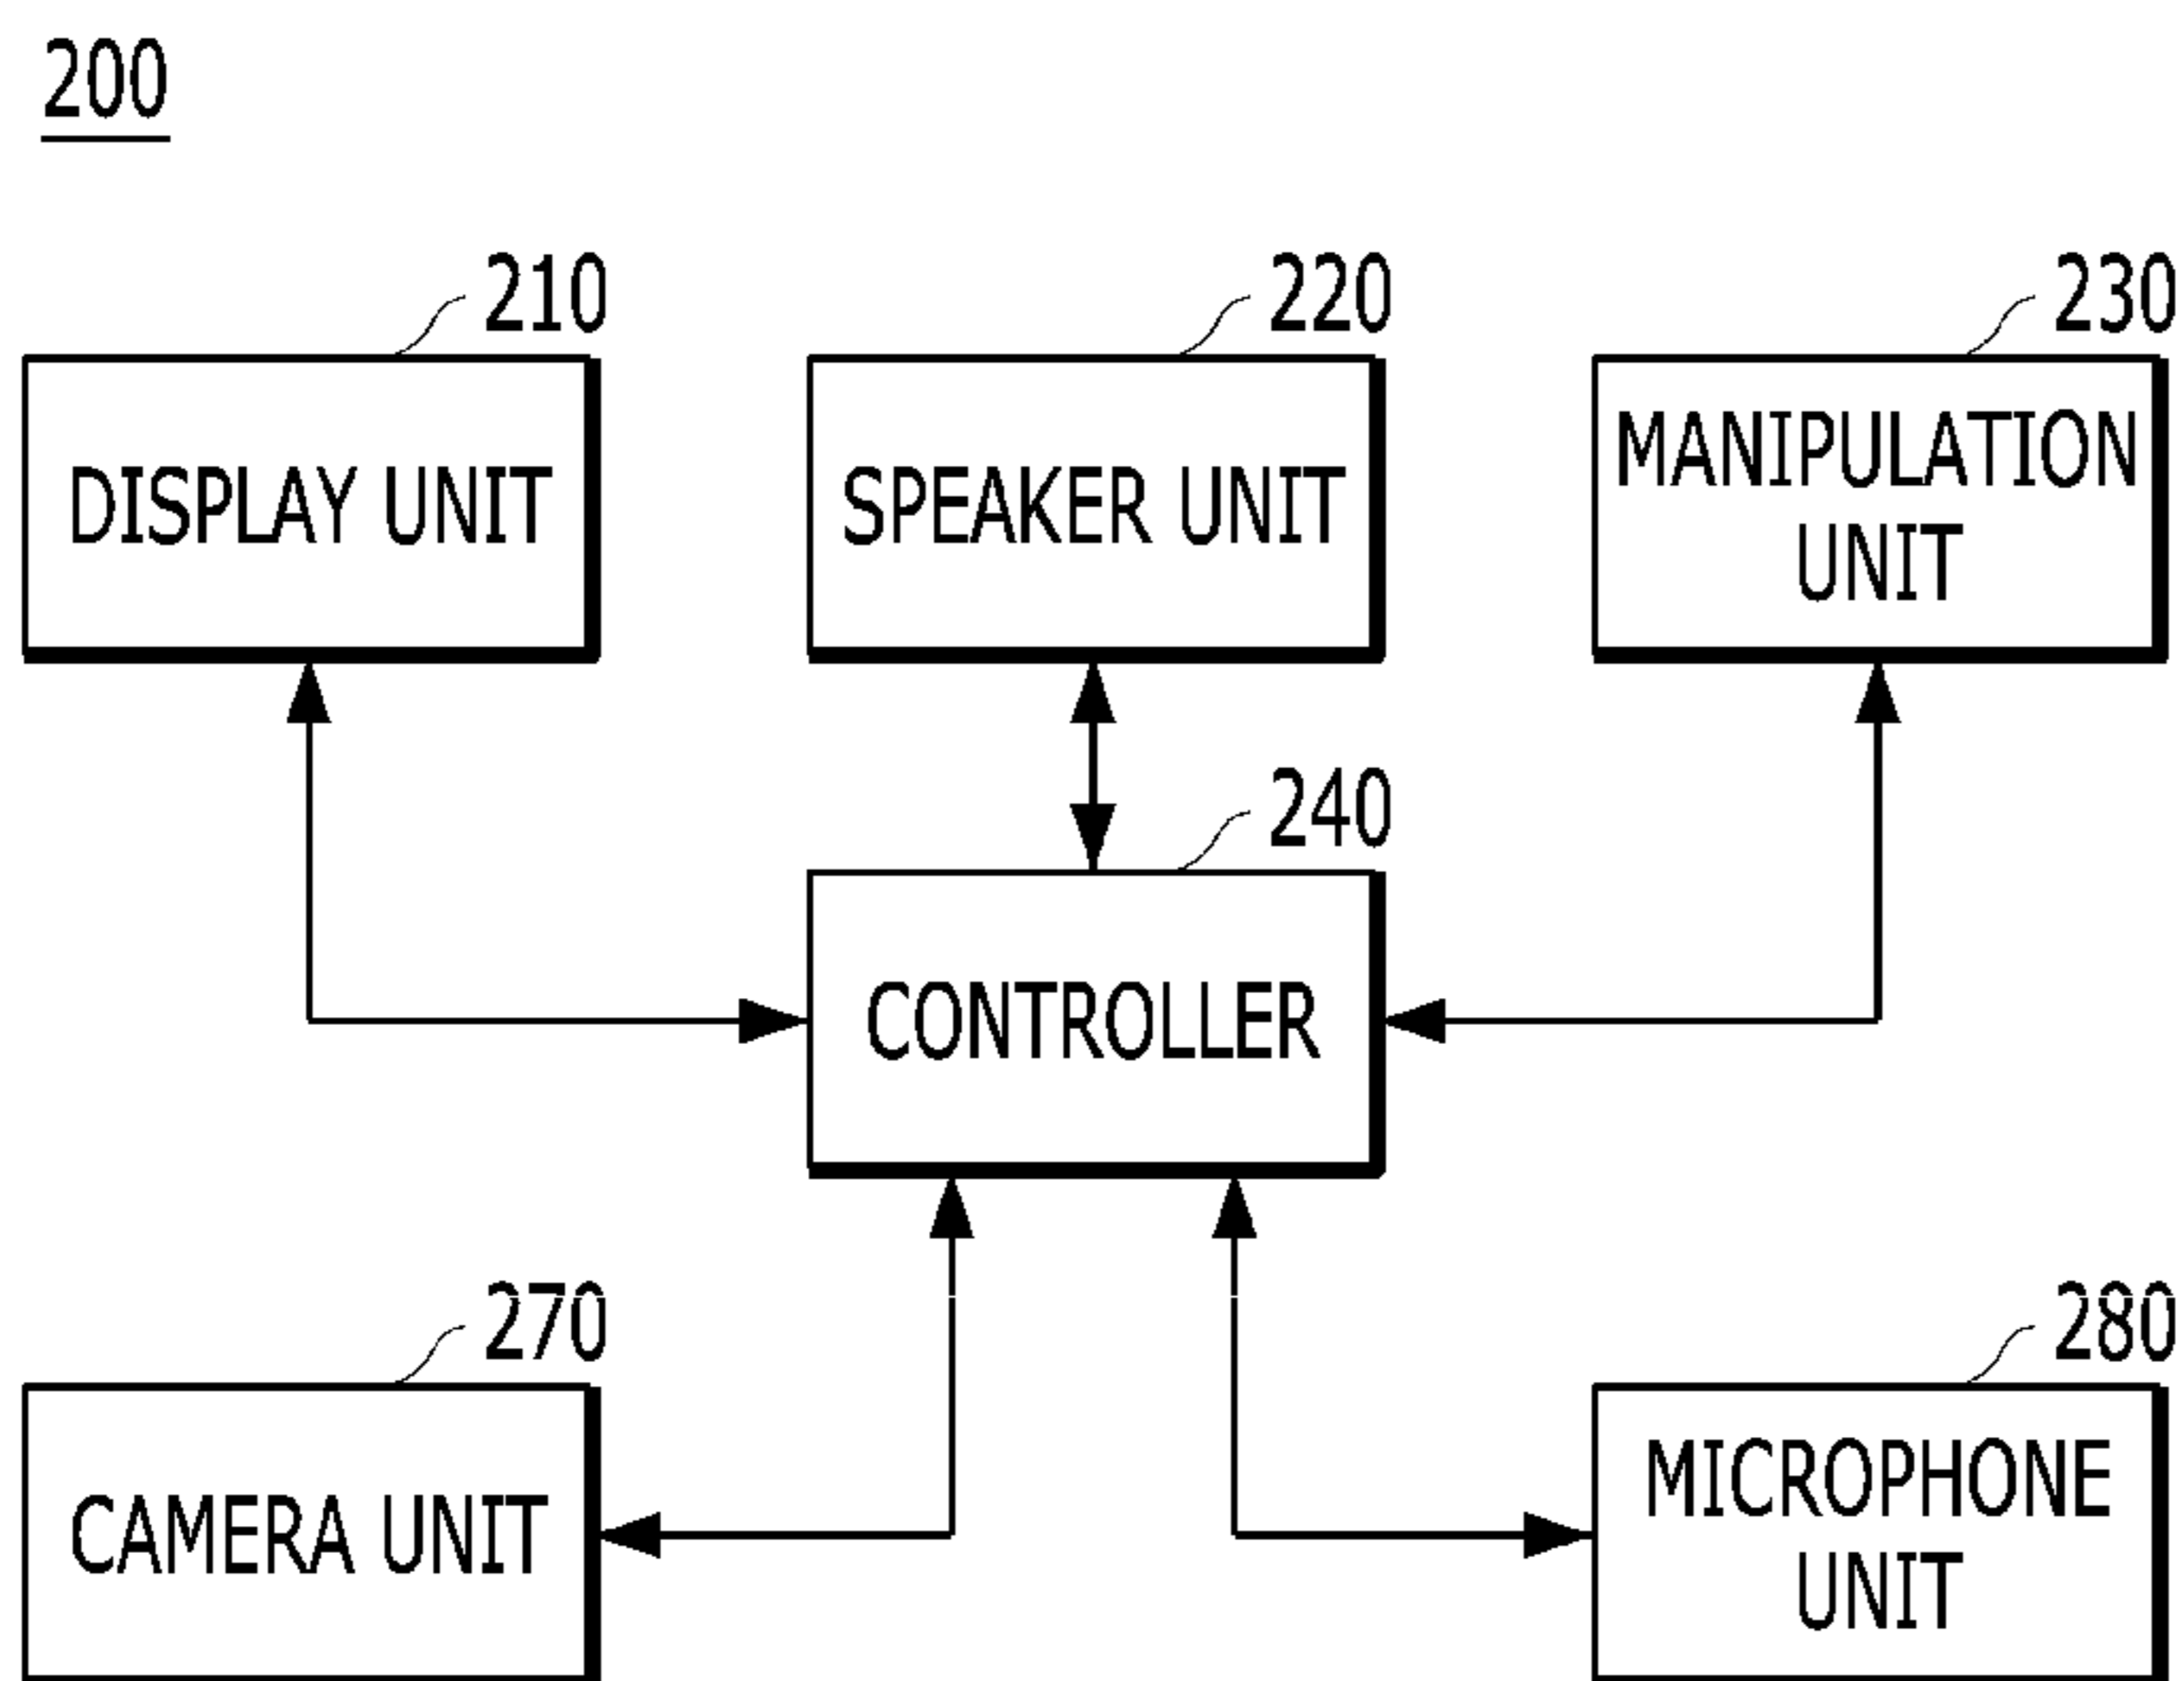 200
210
220
230
DISPLAY UNIT
SPEAKER UNIT
MANIPULATION
UNIT
240
CONTROLLER
270
280
CAMERA UNIT
MICROPHONE
UNIT